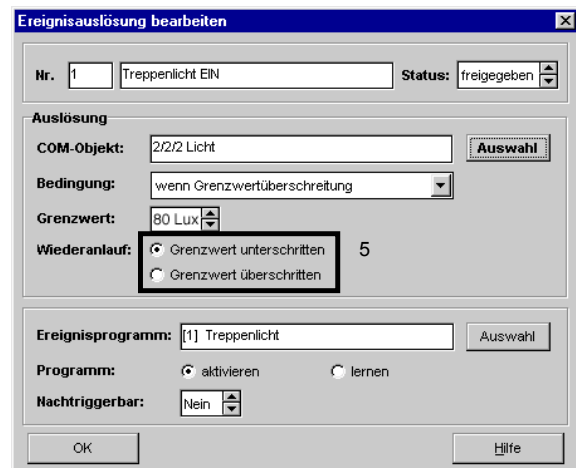 Ereignisauslösung bearbeiten
Nr. 1 Treppenlicht EIN Status: freigegeben
Auslösung
COM-Objekt: 2/2/2 Licht Auswahl
Bedingung: wenn Grenzwertüberschreitung
Grenzwert: 80 Lux
Wiederanlauf: Grenzwert unterschritten 5
Grenzwert überschritten
Ereignisprogramm: [1] Treppenlicht Auswahl
Programm: aktivieren lernen
Nachtriggerbar: Nein
OK Hilfe